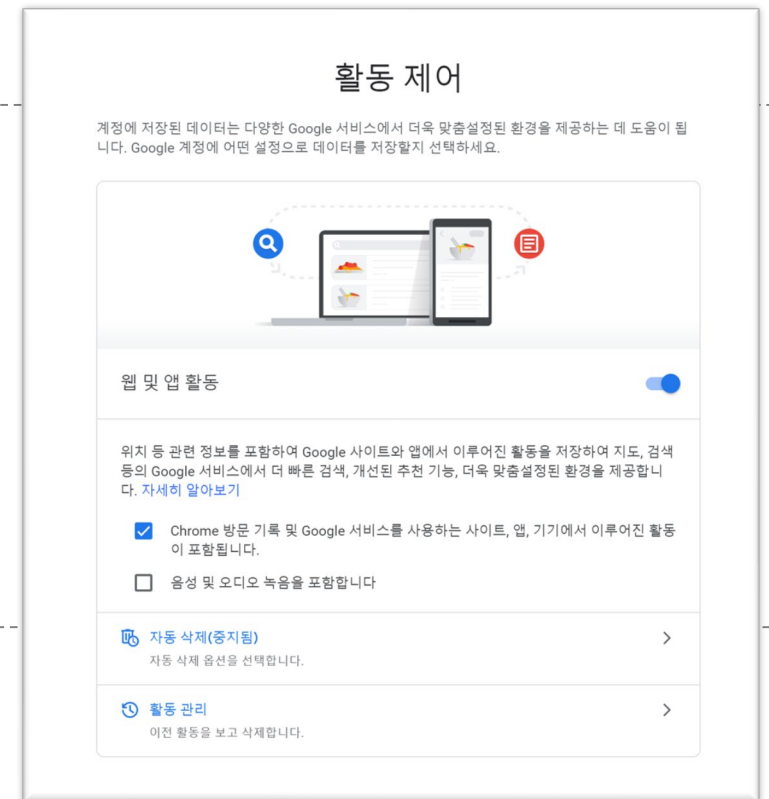 활동 제어
계정에 저장된 데이터는 다양한 Google 서비스에서 더욱 맞춤설정된 환경을 제공하는 데 도움이 됩
니다. Google 계정에 어떤 설정으로 데이터를 저장할지 선택하세요.
웹 및 앱 활동
위치 등 관련 정보를 포함하여 Google 사이트와 앱에서 이루어진 활동을 저장하여 지도, 검색
등의 Google 서비스에서 더 빠른 검색, 개선된 추천 기능, 더욱 맞춤설정된 환경을 제공합니
다. 자세히 알아보기
Chrome 방문 기록 및 Google 서비스를 사용하는 사이트, 앱, 기기에서 이루어진 활동
이 포함됩니다.
음성 및 오디오 녹음을 포함합니다
자동 삭제(중지됨)
자동 삭제 옵션을 선택합니다.
활동 관리
이전 활동을 보고 삭제합니다.